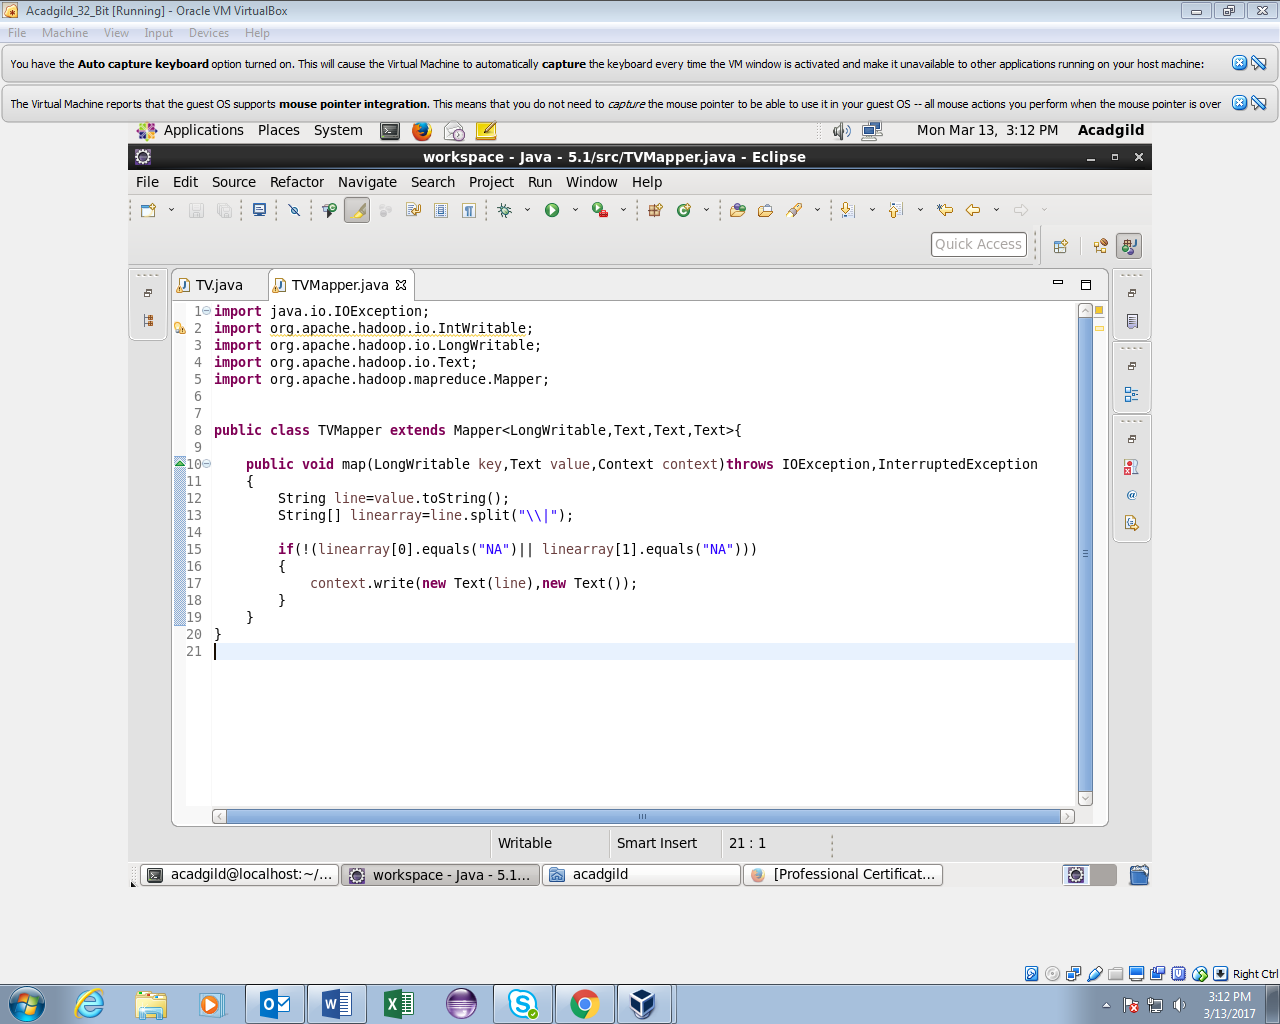 Acadgild_32_Bit [Running] - Oracle VM VirtualBox
File Machine View Input Devices Help
You have the Auto capture keyboard option turned on. This will cause the Virtual Machine to automatically capture the keyboard every time the VM window is activated and make it unavailable to other applications running on your host machine:
The Virtual Machine reports that the guest OS supports mouse pointer integration. This means that you do not need to capture the mouse pointer to be able to use it in your guest OS -- all mouse actions you perform when the mouse pointer is over
Applications Places System Mon Mar 13, 3:12 PM Acadgild
workspace - Java - 5.1/src/TVMapper.java - Eclipse
File Edit Source Refactor Navigate Search Project Run Window Help
Quick Access
TV.java TVMapper.java
1 import java.io.IOException;
2 import org.apache.hadoop.io.IntWritable;
3 import org.apache.hadoop.io.LongWritable;
4 import org.apache.hadoop.io.Text;
5 import org.apache.hadoop.mapreduce.Mapper;
6
7
8 public class TVMapper extends Mapper<LongWritable,Text,Text,Text>{
9
10 public void map(LongWritable key,Text value,Context context)throws IOException,InterruptedException
11 {
12 String line=value.toString();
13 String[] linearray=line.split("\\|");
14
15 if(!(linearray[0].equals("NA")|| linearray[1].equals("NA")))
16 {
17 context.write(new Text(line),new Text());
18 }
19 }
20 }
21
Writable Smart Insert 21 : 1
acadgild@localhost:~/... workspace - Java - 5.1... acadgild [Professional Certificat...
Right Ctrl
3:12 PM
3/13/2017